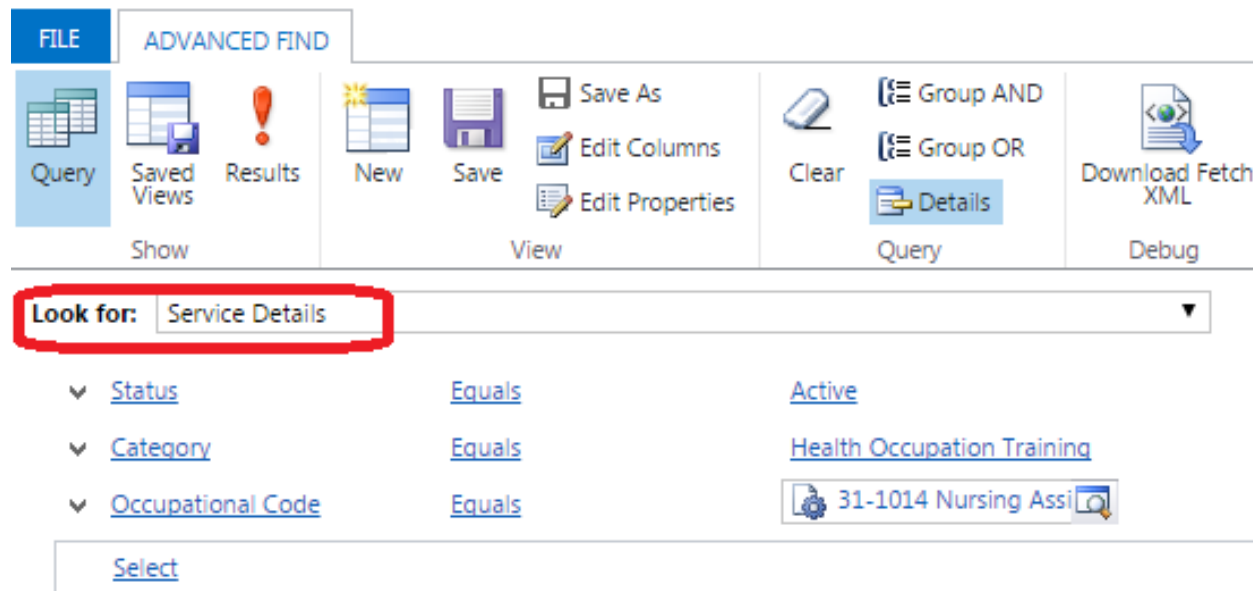 FILE
ADVANCED FIND
Query
Saved
Views
Results
New
Save
Save As
Edit Columns
Edit Properties
Clear
Group AND
Group OR
Details
Download Fetch
XML
Show
View
Query
Debug
Look for: Service Details
Status Equals Active
Category Equals Health Occupation Training
Occupational Code Equals 31-1014 Nursing Assi
Select